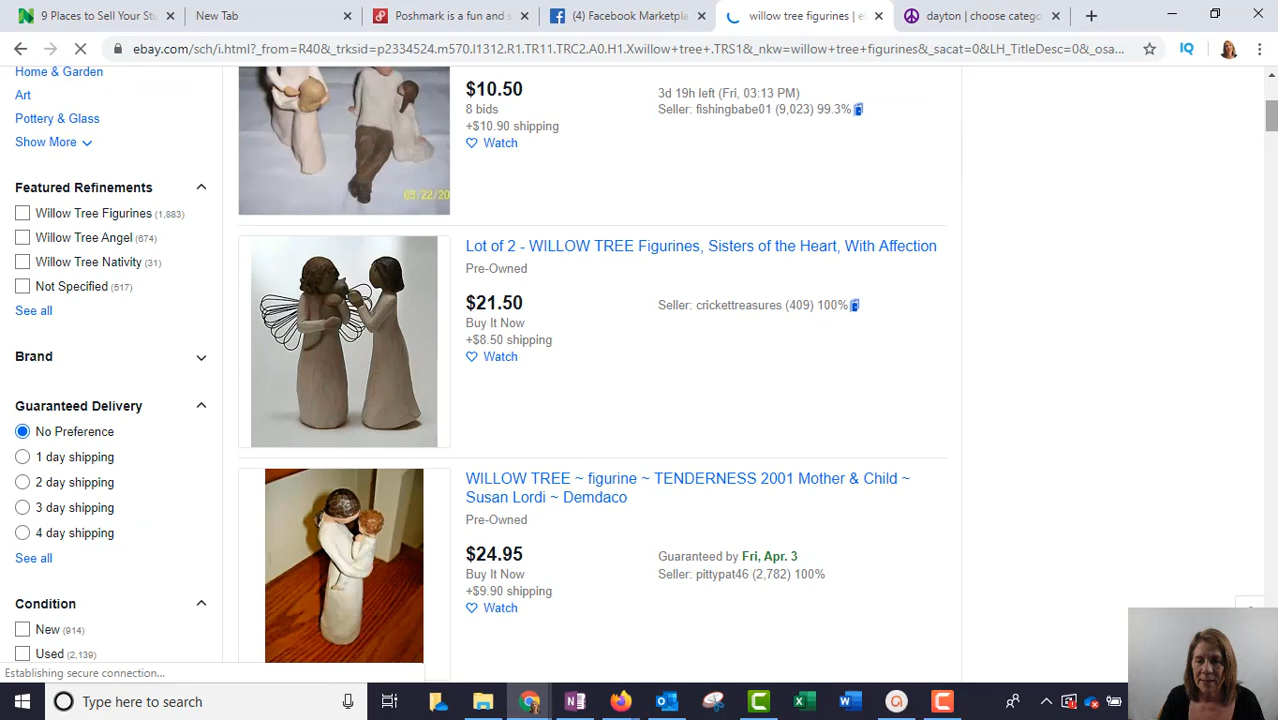 9 Places to Sell Your Stu
New Tab
Poshmark is a fun and s
(4) Facebook Marketpla
willow tree figurines | e
dayton | choose catego
ebay.com/sch/i.html?_from=R40&_trksid=p2334524.m570.l1312.R1.TR11.TRC2.A0.H1.Xwillow+tree+.TRS1&_nkw=willow+tree+figurines&_sacat=0&LH_TitleDesc=0&_osa...
Home & Garden
Art
Pottery & Glass
Show More
Featured Refinements
Willow Tree Figurines (1,883)
Willow Tree Angel (674)
Willow Tree Nativity (31)
Not Specified (517)
See all
Brand
Guaranteed Delivery
No Preference
1 day shipping
2 day shipping
3 day shipping
4 day shipping
See all
Condition
New (914)
Used (2,139)
03/22/20
$10.50
8 bids
+$10.90 shipping
Watch
3d 19h left (Fri, 03:13 PM)
Seller: fishingbabe01 (9,023) 99.3%
Lot of 2 - WILLOW TREE Figurines, Sisters of the Heart, With Affection
Pre-Owned
$21.50
Buy It Now
+$8.50 shipping
Watch
Seller: crickettreasures (409) 100%
WILLOW TREE ~ figurine ~ TENDERNESS 2001 Mother & Child ~
Susan Lordi ~ Demdaco
Pre-Owned
$24.95
Buy It Now
+$9.90 shipping
Watch
Guaranteed by Fri, Apr. 3
Seller: pittypat46 (2,782) 100%
Establishing secure connection...
Type here to search